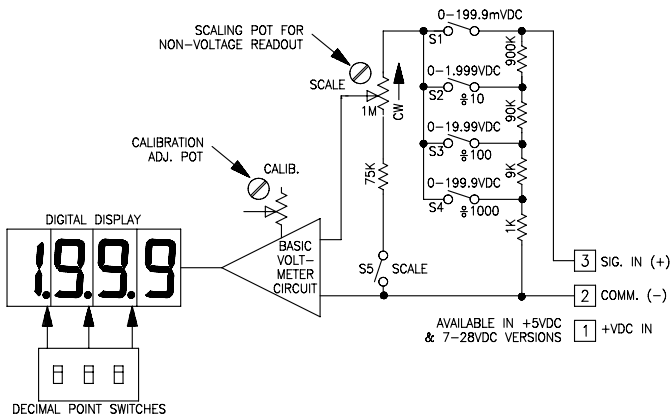 0-199.9mVDC
SCALING POT FOR
NON-VOLTAGE READOUT
S1
900K
SCALE
0-1.999VDC
S2
÷10
1M
CW
90K
0-19.99VDC
CALIBRATION
ADJ. POT
S3
÷100
CALIB.
75K
9K
0-199.9VDC
S4
÷1000
1K
DIGITAL DISPLAY
1.9.9.9
BASIC
VOLT-
METER
CIRCUIT
S5
SCALE
3 SIG. IN (+)
2 COMM. (-)
AVAILABLE IN +5VDC
& 7-28VDC VERSIONS
1 +VDC IN
DECIMAL POINT SWITCHES